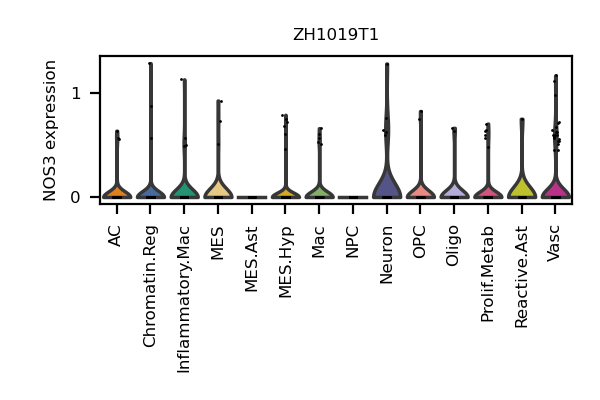 ZH1019T1
NOS3 expression
1
0
AC
Chromatin.Reg
Inflammatory.Mac
MES
MES.Ast
MES.Hyp
Mac
NPC
Neuron
OPC
Oligo
Prolif.Metab
Reactive.Ast
Vasc